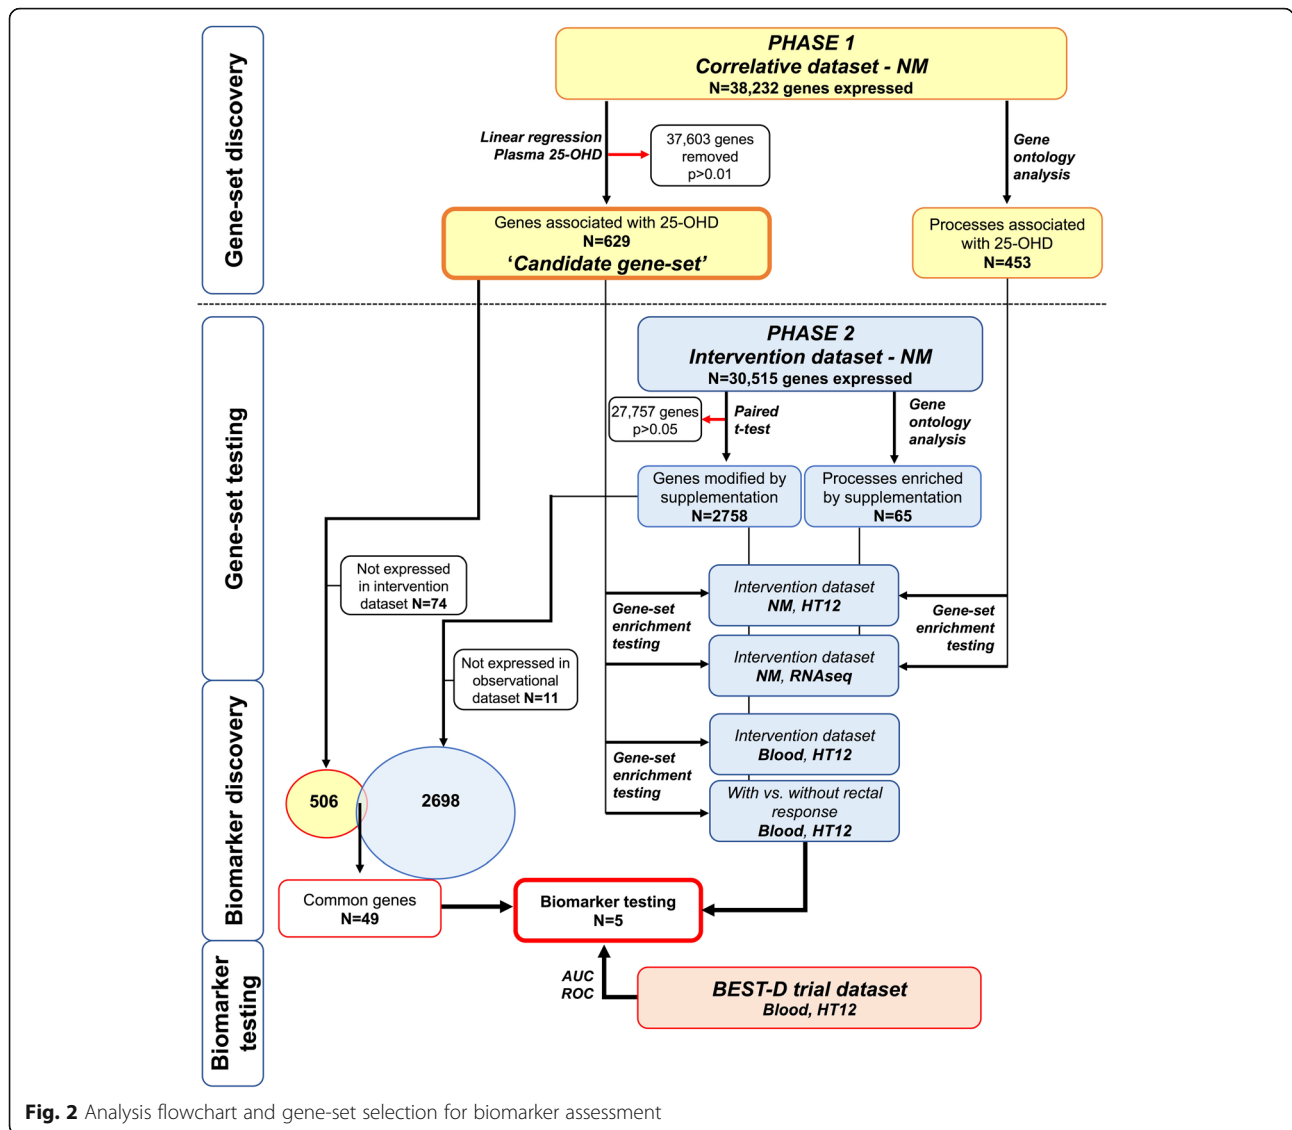 Gene-set discovery
PHASE 1
Correlative dataset - NM
N=38,232 genes expressed
Linear regression
Plasma 25-OHD
37,603 genes
removed
p>0.01
Gene
ontology
analysis
Genes associated with 25-OHD
N=629
‘Candidate gene-set’
Processes associated
with 25-OHD
N=453
Gene-set testing
PHASE 2
Intervention dataset - NM
N=30,515 genes expressed
27,757 genes
p>0.05
Paired
t-test
Gene
ontology
analysis
Genes modified by
supplementation
N=2758
Processes enriched
by supplementation
N=65
Not expressed
in intervention
dataset N=74
Intervention dataset
NM, HT12
Gene-set
enrichment
testing
Gene-set
enrichment
testing
Not expressed in
observational
dataset N=11
Intervention dataset
NM, RNAseq
Biomarker discovery
Intervention dataset
Blood, HT12
Gene-set
enrichment
testing
506
2698
With vs. without rectal
response
Blood, HT12
Common genes
N=49
Biomarker testing
N=5
Biomarker
testing
AUC
ROC
BEST-D trial dataset
Blood, HT12
Fig. 2 Analysis flowchart and gene-set selection for biomarker assessment